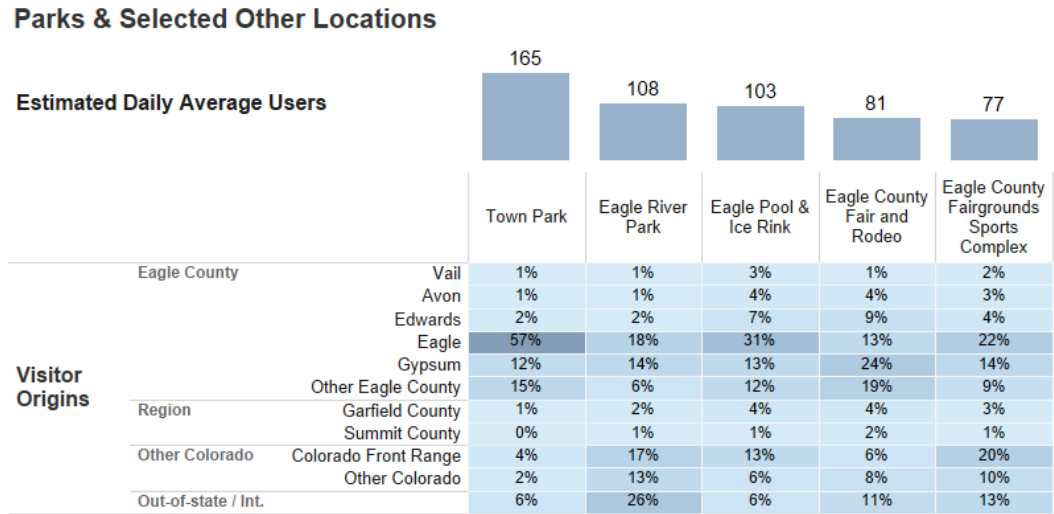 Parks & Selected Other Locations
165
108
103
81
77
Estimated Daily Average Users
Town Park
Eagle River
Park
Eagle Pool &
Ice Rink
Eagle County
Fair and
Rodeo
Eagle County
Fairgrounds
Sports
Complex
Visitor
Origins
Eagle County Vail 1% 1% 3% 1% 2%
Avon 1% 1% 4% 4% 3%
Edwards 2% 2% 7% 9% 4%
Eagle 57% 18% 31% 13% 22%
Gypsum 12% 14% 13% 24% 14%
Other Eagle County 15% 6% 12% 19% 9%
Region Garfield County 1% 2% 4% 4% 3%
Summit County 0% 1% 1% 2% 1%
Other Colorado Colorado Front Range 4% 17% 13% 6% 20%
Other Colorado 2% 13% 6% 8% 10%
Out-of-state / Int. 6% 26% 6% 11% 13%